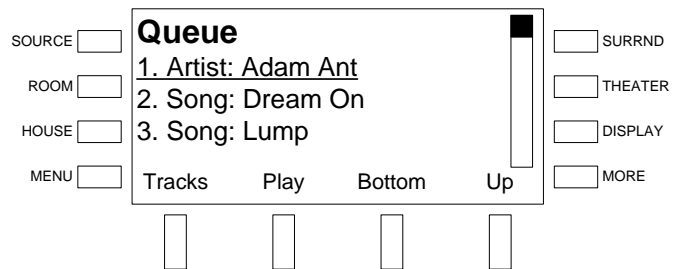 Queue
1. Artist: Adam Ant
2. Song: Dream On
3. Song: Lump
Tracks Play Bottom Up
SOURCE
ROOM
HOUSE
MENU
SURRND
THEATER
DISPLAY
MORE